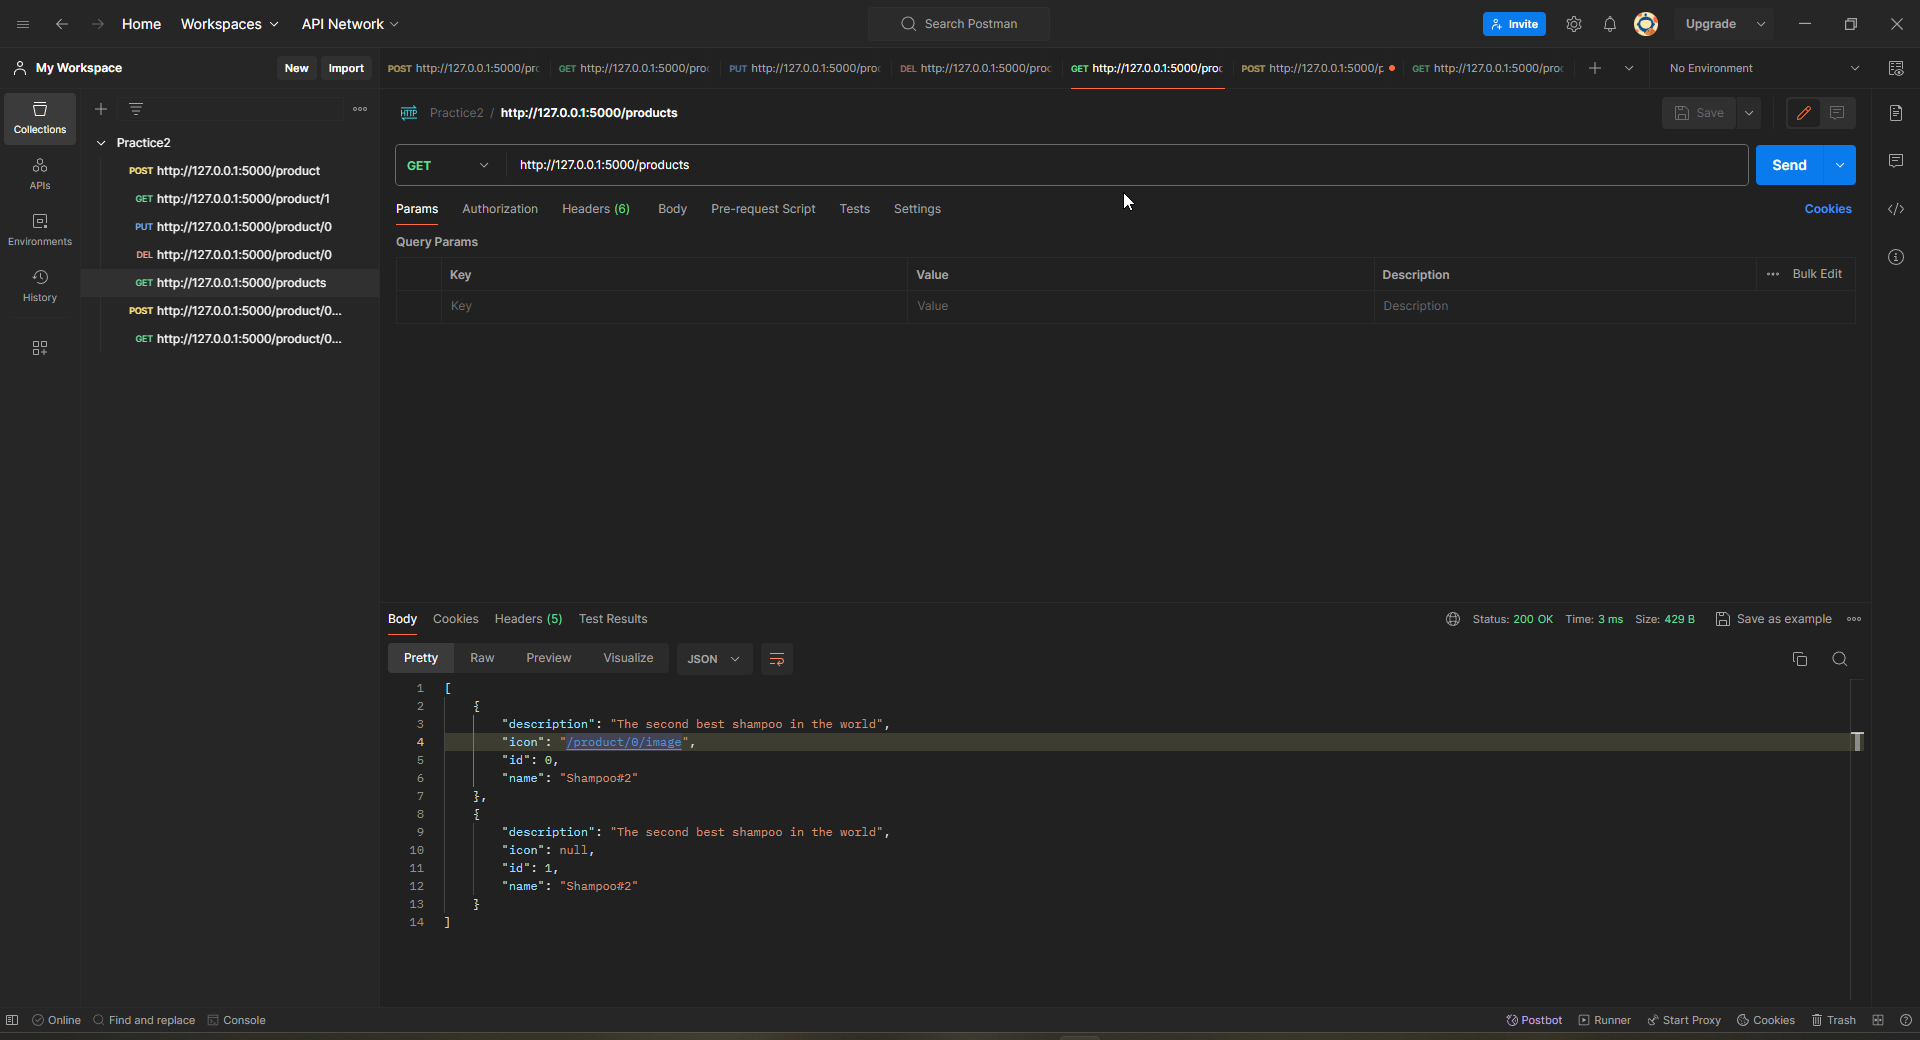 Home Workspaces API Network Search Postman Invite Upgrade
My Workspace New Import POST http://127.0.0.1:5000/pro GET http://127.0.0.1:5000/pro PUT http://127.0.0.1:5000/pro DEL http://127.0.0.1:5000/pro GET http://127.0.0.1:5000/pro POST http://127.0.0.1:5000/p GET http://127.0.0.1:5000/pro No Environment
Collections
APIs
Environments
History
Practice2
POST http://127.0.0.1:5000/product
GET http://127.0.0.1:5000/product/1
PUT http://127.0.0.1:5000/product/0
DEL http://127.0.0.1:5000/product/0
GET http://127.0.0.1:5000/products
POST http://127.0.0.1:5000/product/0...
GET http://127.0.0.1:5000/product/0...
HTTP Practice2 / http://127.0.0.1:5000/products Save
GET http://127.0.0.1:5000/products Send
Params Authorization Headers (6) Body Pre-request Script Tests Settings Cookies
Query Params
Key Value Description Bulk Edit
Key Value Description
Body Cookies Headers (5) Test Results Status: 200 OK Time: 3 ms Size: 429 B Save as example
Pretty Raw Preview Visualize JSON
1 [
2 {
3 "description": "The second best shampoo in the world",
4 "icon": "/product/0/image",
5 "id": 0,
6 "name": "Shampoo#2"
7 },
8 {
9 "description": "The second best shampoo in the world",
10 "icon": null,
11 "id": 1,
12 "name": "Shampoo#2"
13 }
14 ]
Online Find and replace Console Postbot Runner Start Proxy Cookies Trash